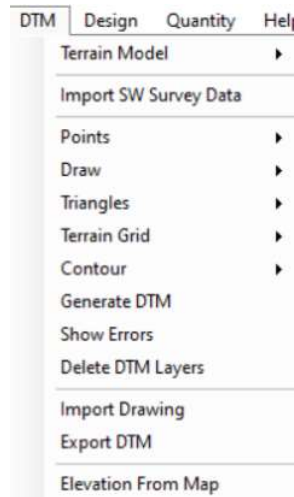 DTM Design Quantity Help
Terrain Model
Import SW Survey Data
Points
Draw
Triangles
Terrain Grid
Contour
Generate DTM
Show Errors
Delete DTM Layers
Import Drawing
Export DTM
Elevation From Map